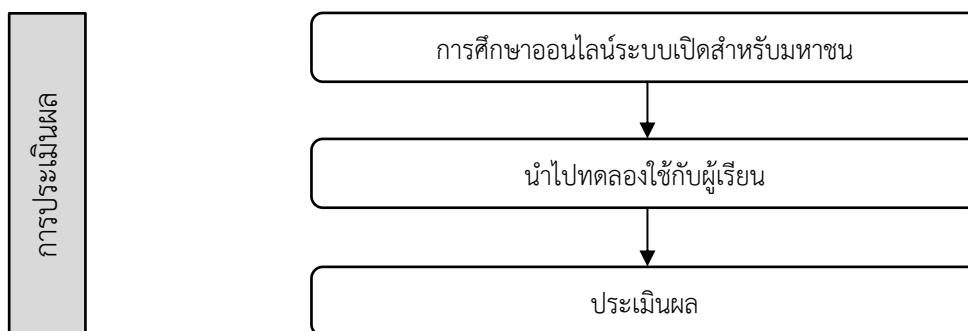 การประเมินผล
การศึกษาออนไลน์ระบบเปิดสำหรับมหาชน
นำไปทดลองใช้กับผู้เรียน
ประเมินผล